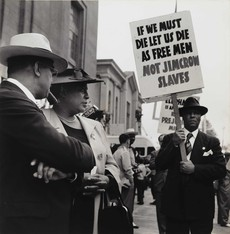 IF WE MUST
DIE LET US DIE
AS FREE MEN
NOT JIMCROW
SLAVES